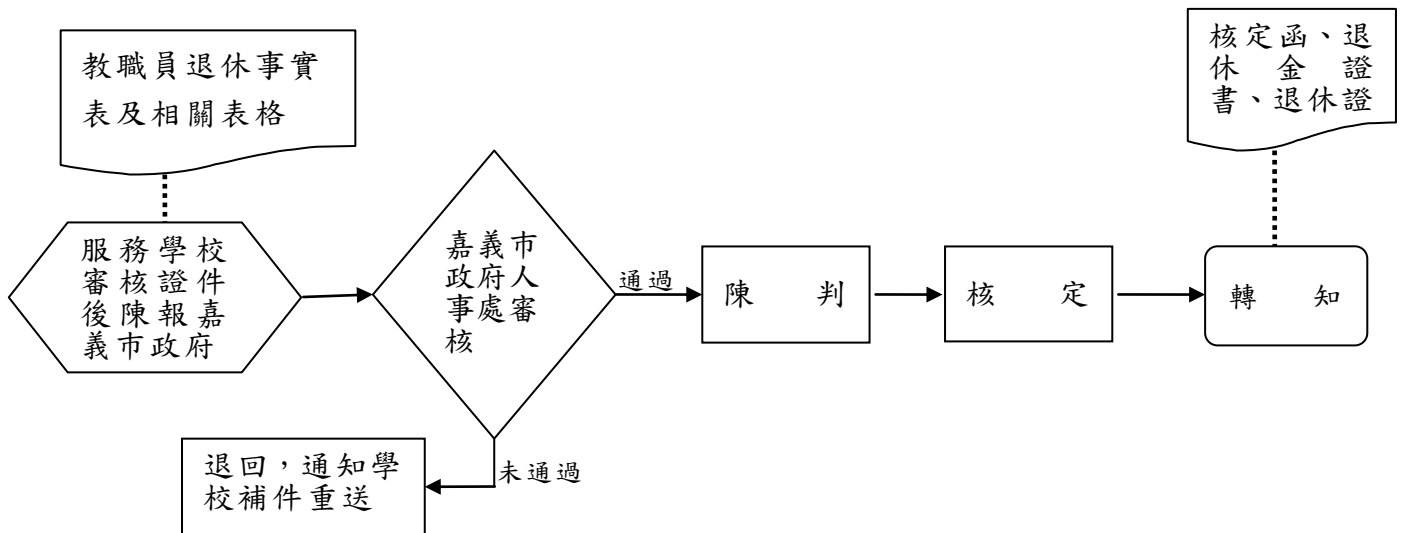 教職員退休事實
表及相關表格
核定函、退
休金證
書、退休證
服務學校
審核證件
後陳報嘉
義市政府
嘉義市
政府人
事處審
核
通過
陳判
核定
轉知
未通過
退回，通知學
校補件重送